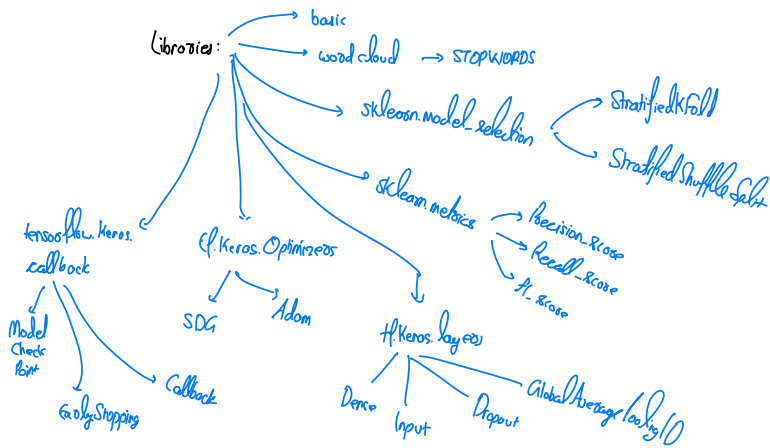 basic
Libraries:
wordcloud → STOPWORDS
StratifiedKFold
sklearn.model_selection
StratifiedShuffleSplit
sklearn.metrics
Precision_score
Recall_score
f1_score
tensorflow.Keras.
callback
tf.Keras.Optimizers
SDG
Adam
tf.Keras.layers
Model
Check
Point
EarlyStopping
Callback
Dense
Input
Dropout
GlobalAveragePooling1D